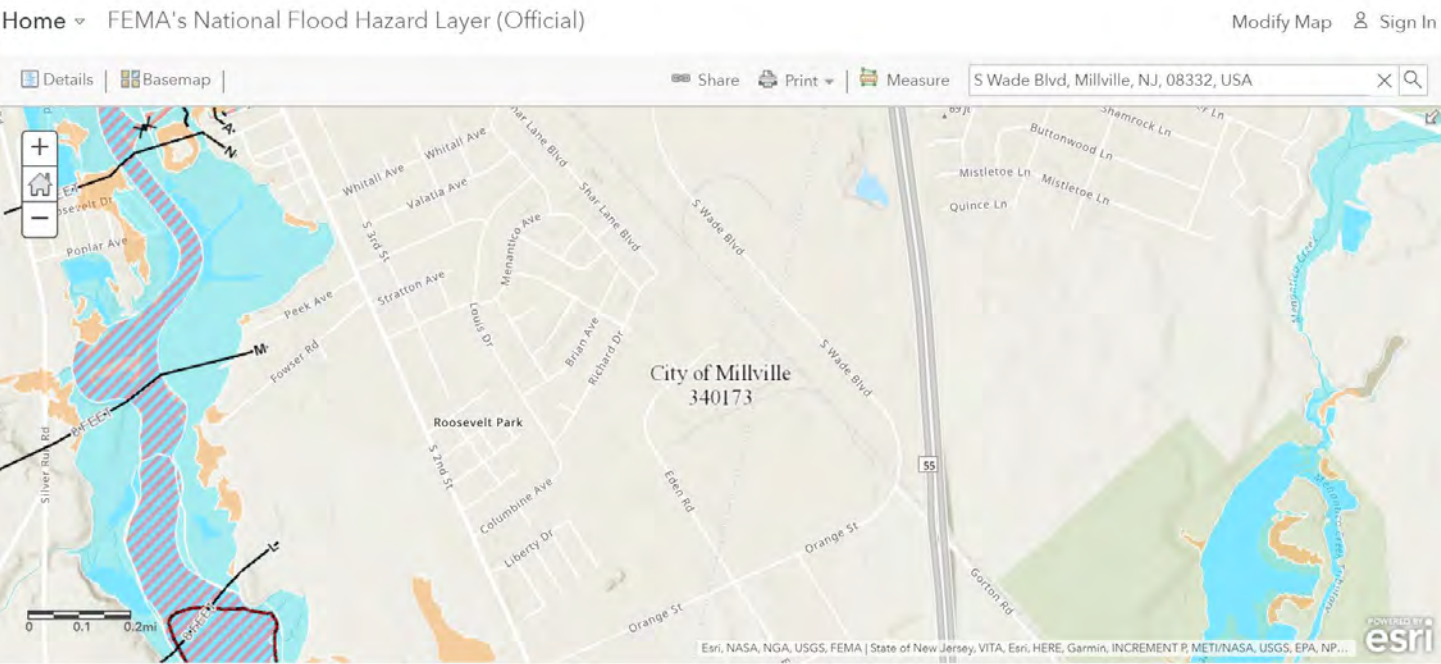 Home FEMA's National Flood Hazard Layer (Official)
Modify Map Sign In
Details Basemap
Share Print Measure S Wade Blvd, Millville, NJ, 08332, USA
+
−
A
N
M
L
8 FEET
8 FEET
Poplar Ave
Silver Run Rd
Whitall Ave
Whitall Ave
Valatia Ave
S 3rd St
Shar Lane Blvd
Menantico Ave
Stratton Ave
Peek Ave
Fowser Rd
Louis Dr
Brian Ave
Richard Dr
Roosevelt Park
S 2nd St
Columbine Ave
Liberty Dr
City of Millville
340173
S Wade Blvd
S Wade Blvd
Eden Rd
Orange St
Orange St
Gorton Rd
55
Shamrock Ln
Buttonwood Ln
Mistletoe Ln
Mistletoe Ln
Quince Ln
Menantico Creek
0 0.1 0.2mi
Esri, NASA, NGA, USGS, FEMA | State of New Jersey, VITA, Esri, HERE, Garmin, INCREMENT P, METI/NASA, USGS, EPA, NP...
POWERED BY
esri